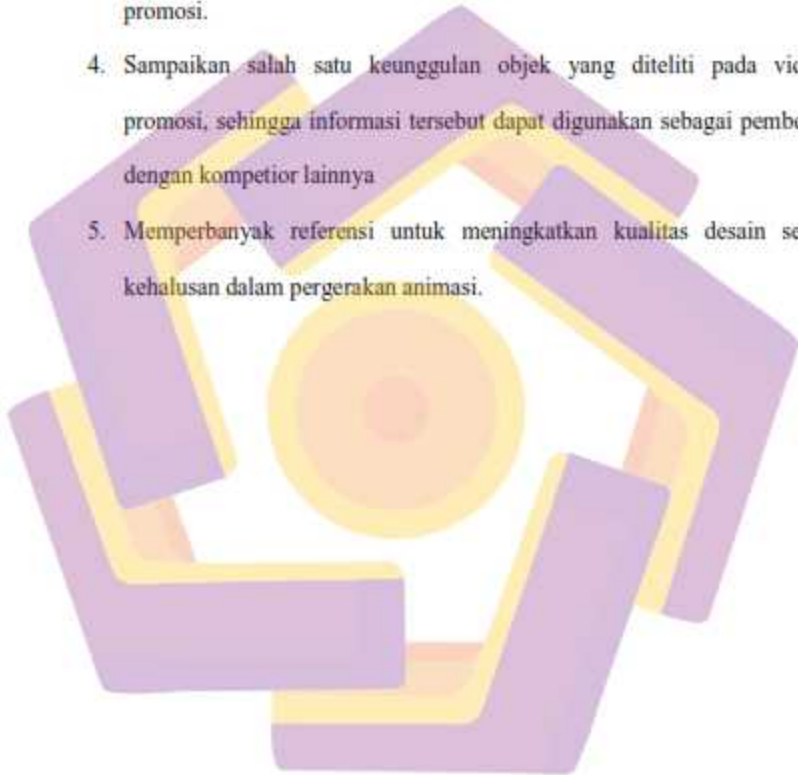 promosi.
4. Sampaikan salah satu keunggulan objek yang diteliti pada
promosi, sehingga informasi tersebut dapat digunakan sebagai
dengan kompetior lainnya
5. Memperbanyak referensi untuk meningkatkan kualitas desain
kehalusan dalam pergerakan animasi.